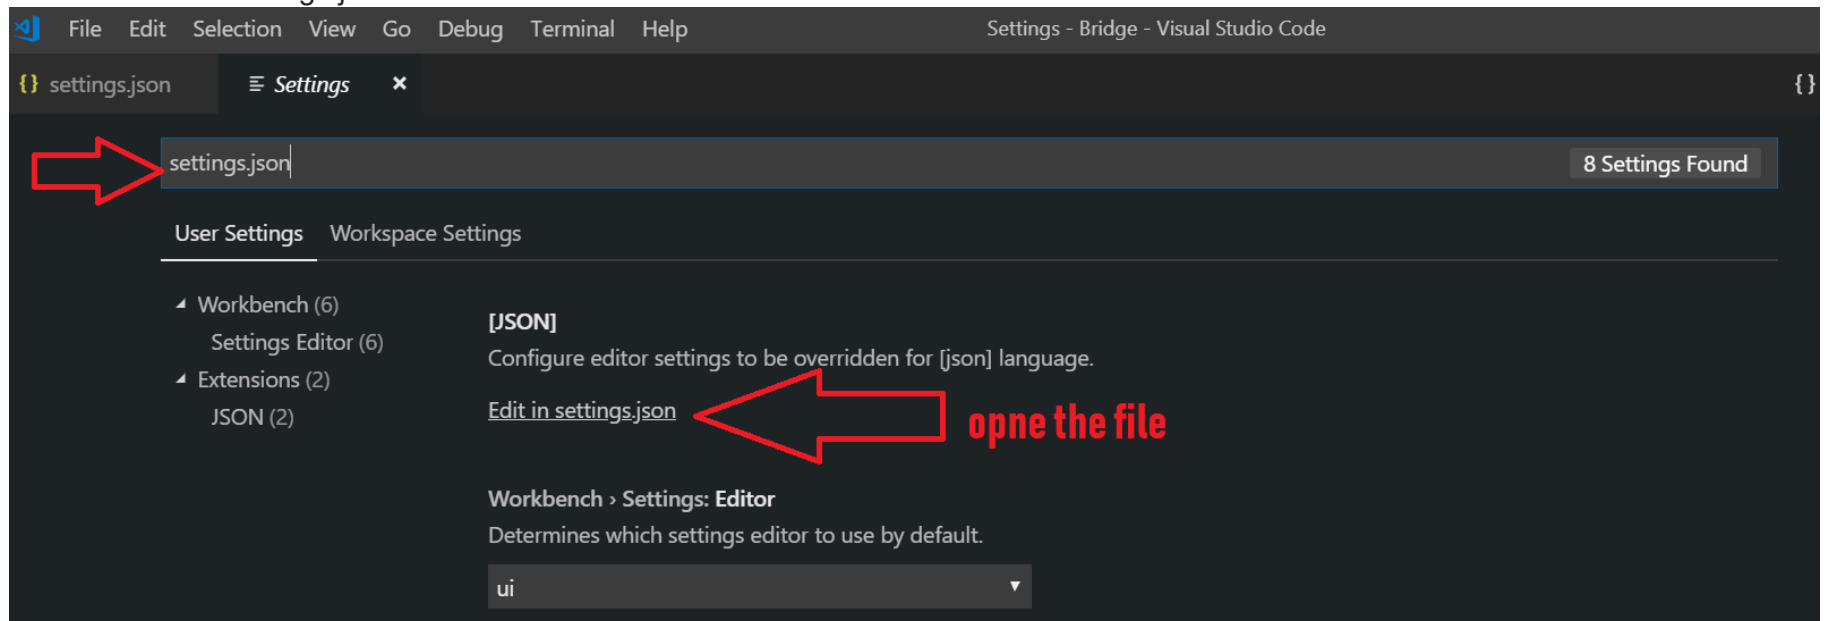 File Edit Selection View Go Debug Terminal Help Settings - Bridge - Visual Studio Code
{} settings.json Settings × {}
settings.json 8 Settings Found
User Settings Workspace Settings
Workbench (6)
Settings Editor (6)
Extensions (2)
JSON (2)
[JSON]
Configure editor settings to be overridden for [json] language.
Edit in settings.json opne the file
Workbench › Settings: Editor
Determines which settings editor to use by default.
ui